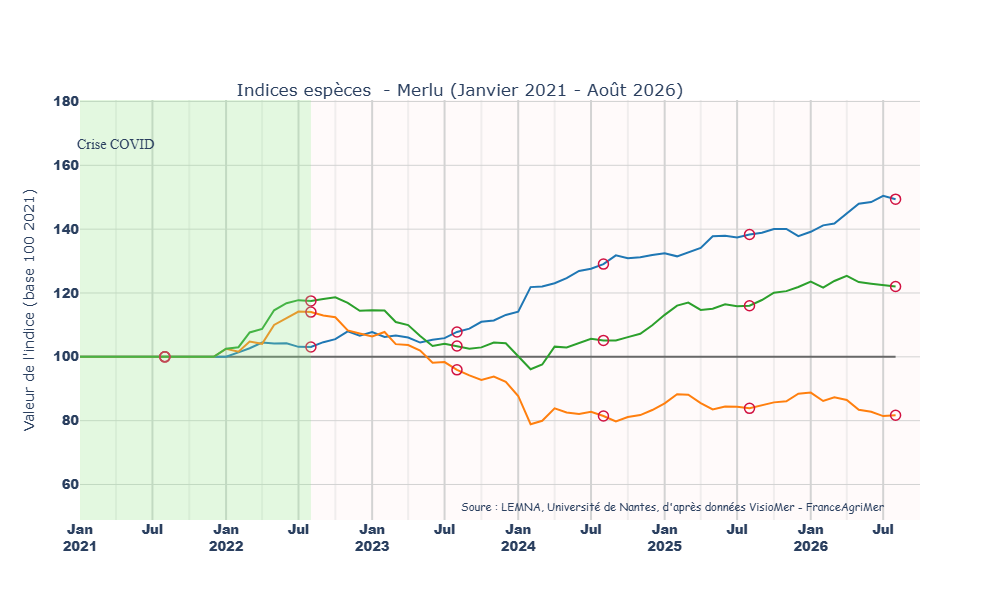 Indices espèces  - Merlu (Janvier 2021 - Août 2026)
180
Crise COVID
160
140
120
100
80
60
Valeur de l'indice (base 100 2021)
Soure : LEMNA, Université de Nantes, d'après données VisioMer - FranceAgriMer
Jan Jul Jan Jul Jan Jul Jan Jul Jan Jul Jan Jul
2021 2022 2023 2024 2025 2026